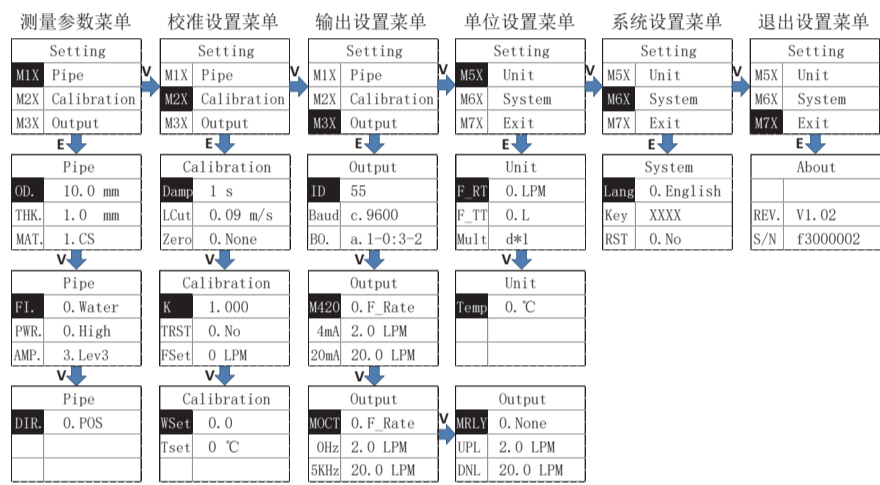 测量参数菜单 校准设置菜单 输出设置菜单 单位设置菜单 系统设置菜单 退出设置菜单
Setting Setting Setting Setting Setting Setting
M1X Pipe V M1X Pipe V M1X Pipe V M5X Unit V M5X Unit V M5X Unit
M2X Calibration M2X Calibration M2X Calibration M6X System M6X System M6X System
M3X Output M3X Output M3X Output M7X Exit M7X Exit M7X Exit
E E E E E E
Pipe Calibration Output Unit System About
OD. 10.0 mm Damp 1 s ID 55 F_RT 0.LPM Lang 0.English
THK. 1.0 mm LCut 0.09 m/s Baud c.9600 F_TT 0.L Key XXXX REV. V1.02
MAT. 1.CS Zero 0.None BO. a.1-0:3-2 Mult d*1 RST 0.No S/N f3000002
V V V V
Pipe Calibration Output Unit
FI. 0.Water K 1.000 M420 0.F_Rate Temp 0.℃
PWR. 0.High TRST 0.No 4mA 2.0 LPM
AMP. 3.Lev3 FSet 0 LPM 20mA 20.0 LPM
V V V
Pipe Calibration Output Output
DIR. 0.POS WSet 0.0 MOCT 0.F_Rate V MRLY 0.None
Tset 0 ℃ 0Hz 2.0 LPM UPL 2.0 LPM
5KHz 20.0 LPM DNL 20.0 LPM